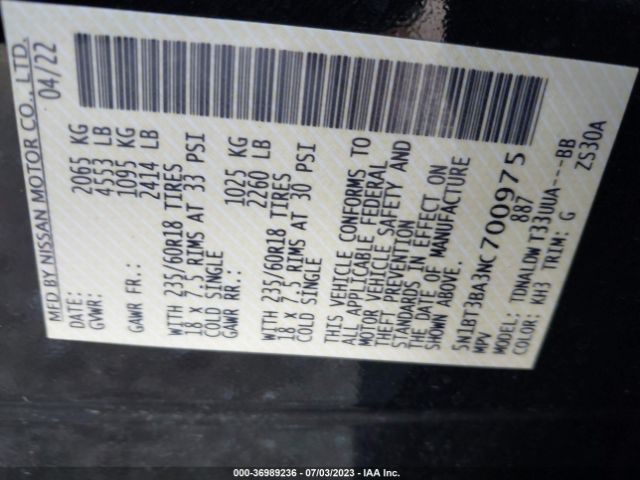 MFD BY NISSAN MOTOR CO., LTD.
DATE: 04/22
GVWR: 2065 KG
4553 LB
GAWR FR.: 1095 KG
2414 LB
WITH 235/60R18 TIRES
18 X 7.5 RIMS AT 33 PSI
COLD SINGLE
GAWR RR.: 1025 KG
2260 LB
WITH 235/60R18 TIRES
18 X 7.5 RIMS AT 30 PSI
COLD SINGLE
THIS VEHICLE CONFORMS TO
ALL APPLICABLE FEDERAL
MOTOR VEHICLE SAFETY AND
THEFT PREVENTION
STANDARDS IN EFFECT ON
THE DATE OF MANUFACTURE
SHOWN ABOVE.
5N1BT3BA3NC700975
MPV 887
MODEL: TDNALDW T33UUA---BB
COLOR: KH3 TRIM: G ZS30A
000-36989236 - 07/03/2023 - IAA Inc.